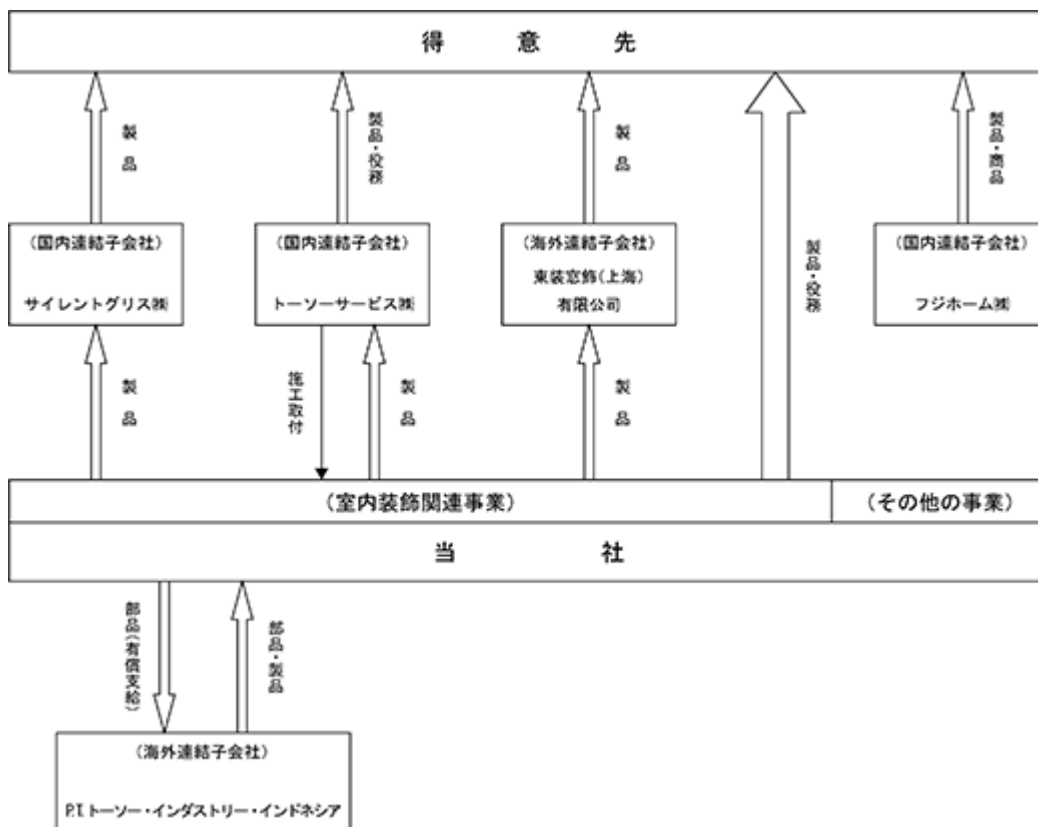 得意先
製品
製品・役務
製品
製品・役務
製品・商品
(国内連結子会社)
サイレントグリス㈱
(国内連結子会社)
トーソーサービス㈱
(海外連結子会社)
東装窓飾(上海)
有限公司
(国内連結子会社)
フジホーム㈱
製品
施工取付
製品
製品
(室内装飾関連事業)
(その他の事業)
当社
部品(有償支給)
部品・製品
(海外連結子会社)
P.T.トーソー・インダストリー・インドネシア